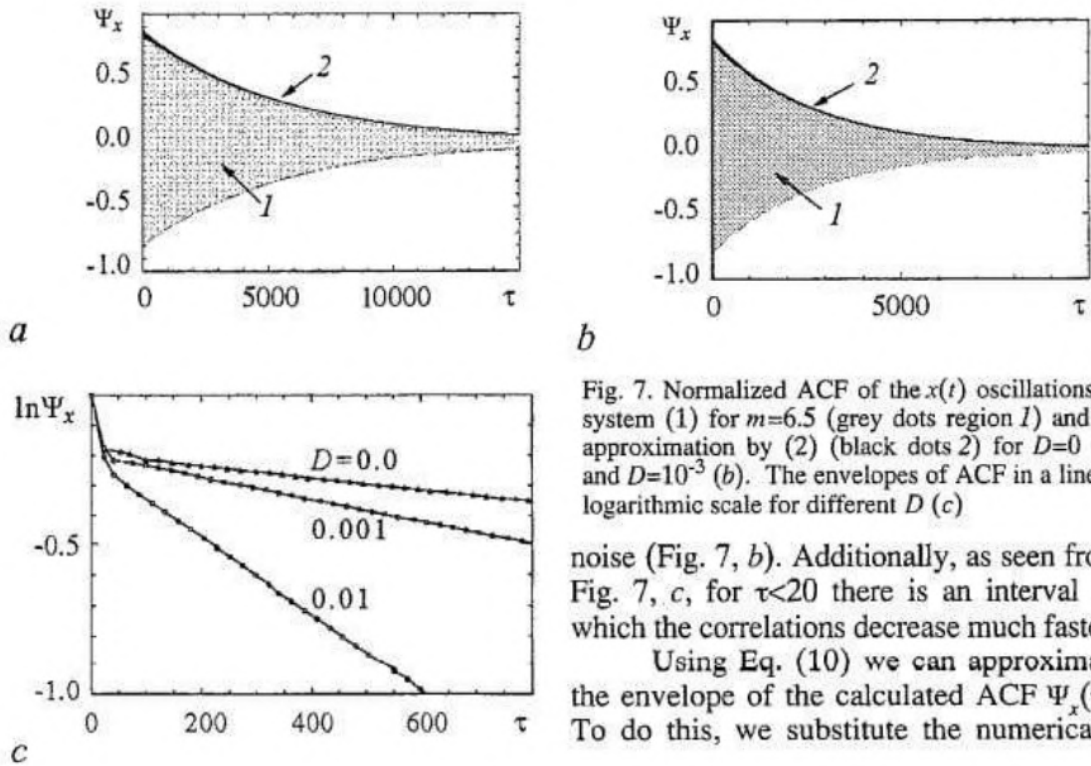 Ψx
0.5
0.0
-0.5
-1.0
2
1
0
5000
10000
τ
a
Ψx
0.5
0.0
-0.5
-1.0
2
1
0
5000
τ
b
lnΨx
-0.5
-1.0
D=0.0
0.001
0.01
0
200
400
600
τ
c
Fig. 7. Normalized ACF of the x(t) oscillations
system (1) for m=6.5 (grey dots region 1) and
approximation by (2) (black dots 2) for D=0
and D=10⁻³ (b). The envelopes of ACF in a line
logarithmic scale for different D (c)
noise (Fig. 7, b). Additionally, as seen fro
Fig. 7, c, for τ<20 there is an interval
which the correlations decrease much faste
Using Eq. (10) we can approxima
the envelope of the calculated ACF Ψx(
To do this, we substitute the numerica